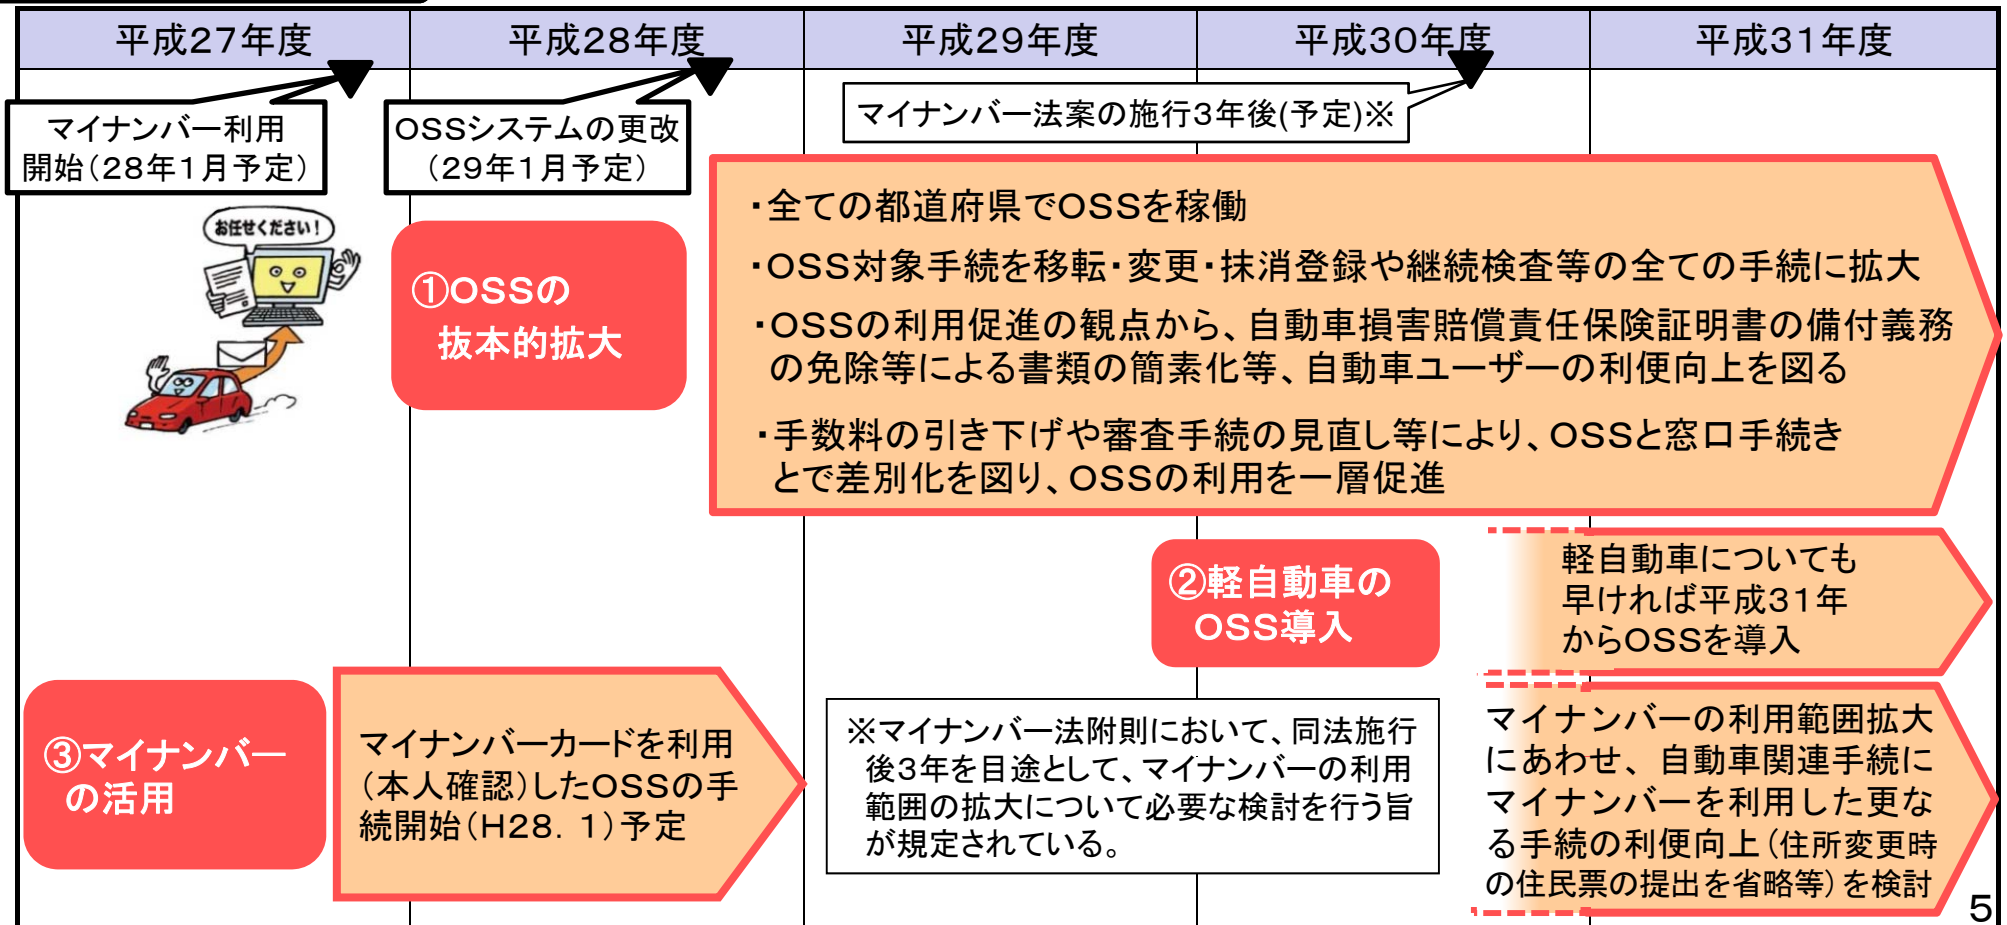 平成27年度
平成28年度
平成29年度
平成30年度
平成31年度
マイナンバー利用
開始(28年1月予定)
OSSシステムの更改
(29年1月予定)
マイナンバー法案の施行3年後(予定)※
お任せください!
①OSSの
抜本的拡大
・全ての都道府県でOSSを稼働
・OSS対象手続を移転・変更・抹消登録や継続検査等の全ての手続に拡大
・OSSの利用促進の観点から、自動車損害賠償責任保険証明書の備付義務
の免除等による書類の簡素化等、自動車ユーザーの利便向上を図る
・手数料の引き下げや審査手続の見直し等により、OSSと窓口手続き
とで差別化を図り、OSSの利用を一層促進
②軽自動車の
OSS導入
軽自動車についても
早ければ平成31年
からOSSを導入
③マイナンバー
の活用
マイナンバーカードを利用
(本人確認)したOSSの手
続開始(H28.1)予定
※マイナンバー法附則において、同法施行
後3年を目途として、マイナンバーの利用
範囲の拡大について必要な検討を行う旨
が規定されている。
マイナンバーの利用範囲拡大
にあわせ、自動車関連手続に
マイナンバーを利用した更な
る手続の利便向上(住所変更時
の住民票の提出を省略等)を検討
5